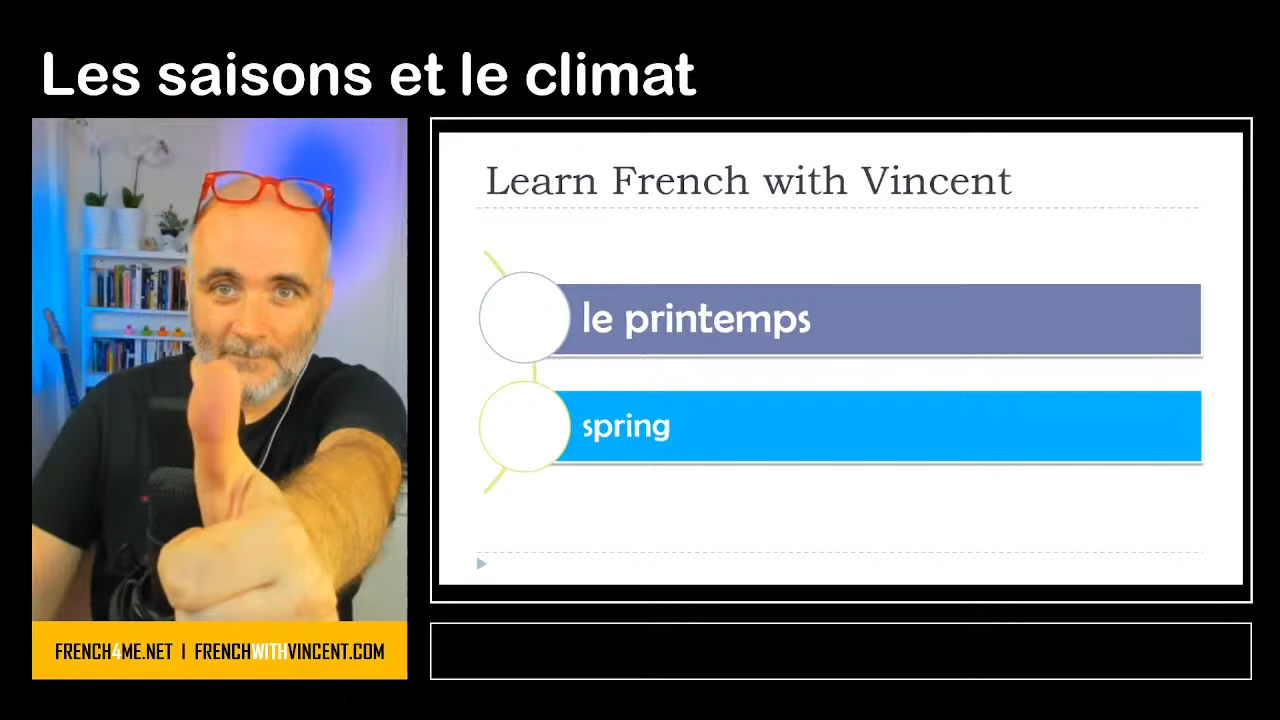 Les saisons et le climat
Learn French with Vincent
le printemps
spring
FRENCH4ME.NET I FRENCHWITHVINCENT.COM